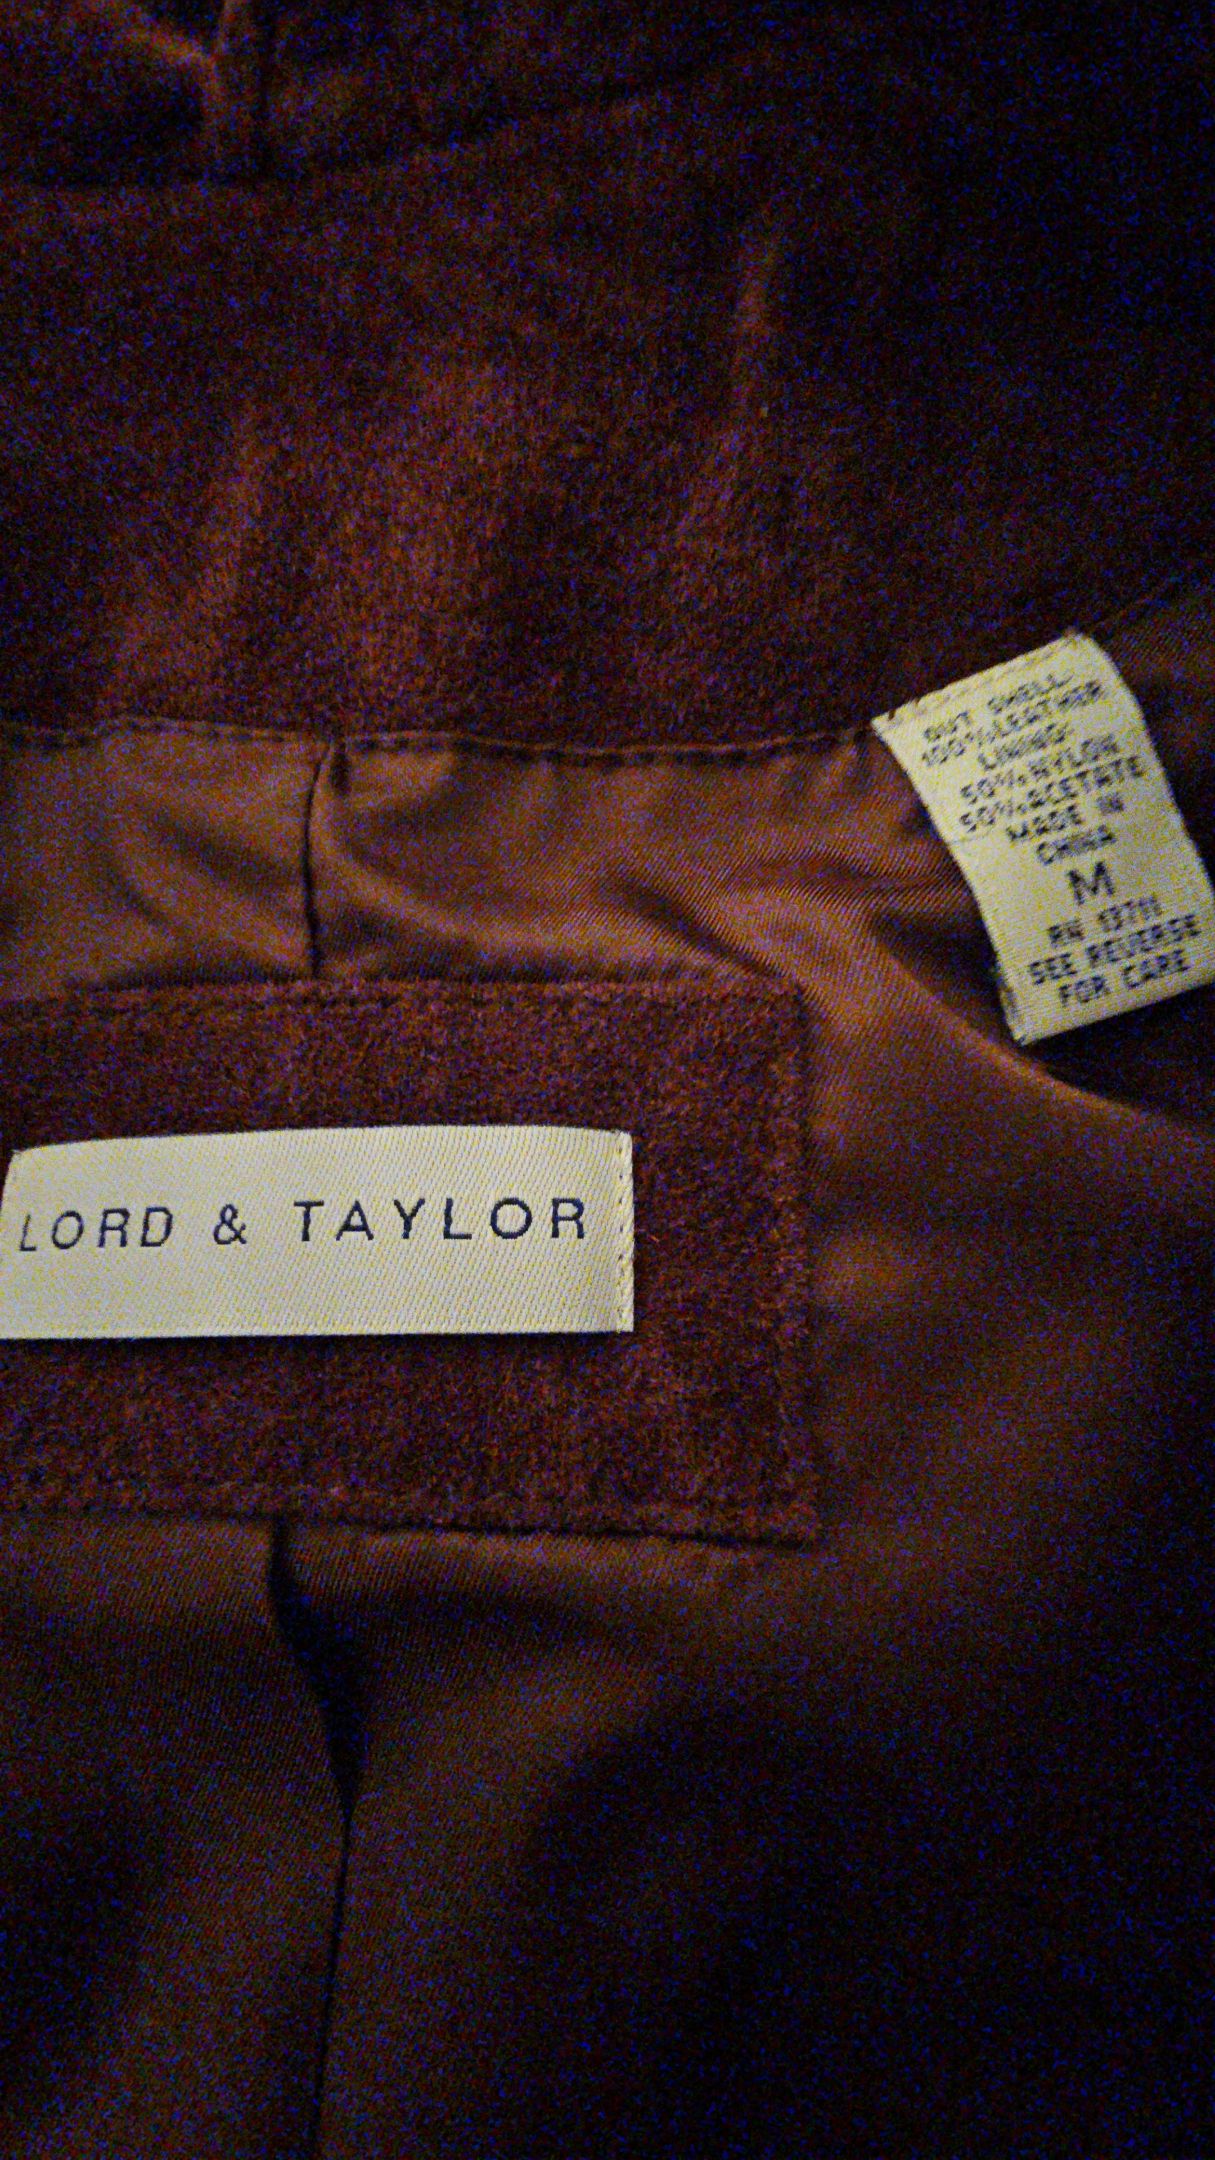 OUT SHELL:
100% LEATHER
LINING:
50% NYLON
50% ACETATE
MADE IN
CHINA
M
RN
SEE REVERSE
FOR CARE
LORD & TAYLOR